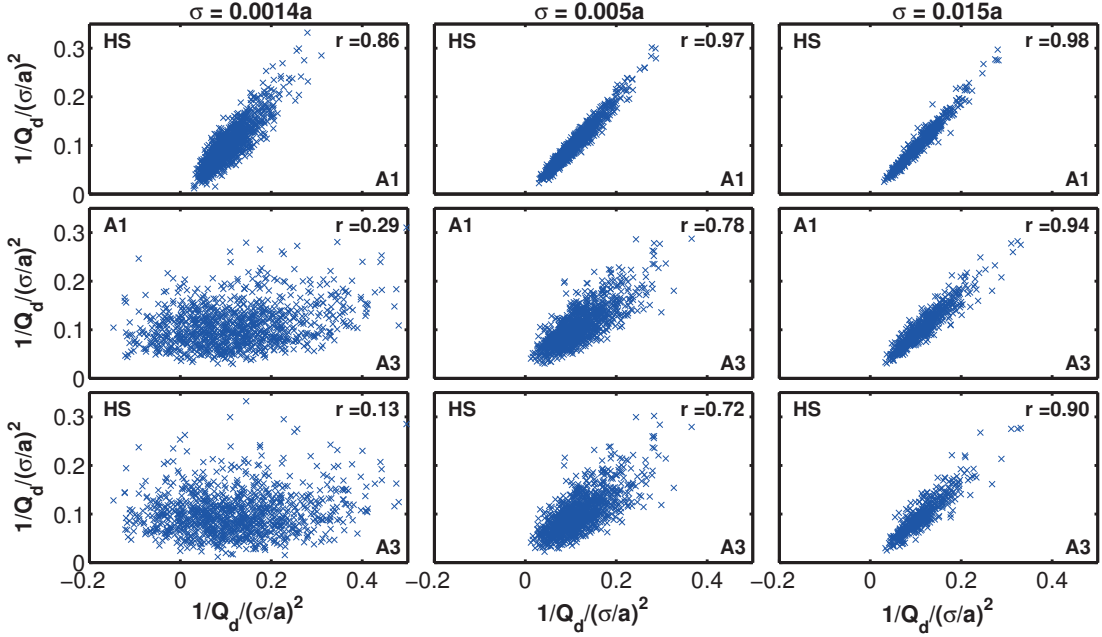 σ = 0.0014a σ = 0.005a σ = 0.015a
HS r =0.86 HS r =0.97 HS r =0.98
0.3
0.2
0.1
0
1/Q_d/(σ/a)^2
A1 A1 A1
A1 r =0.29 A1 r =0.78 A1 r =0.94
0.3
0.2
0.1
0
1/Q_d/(σ/a)^2
A3 A3 A3
HS r =0.13 HS r =0.72 HS r =0.90
0.3
0.2
0.1
0
1/Q_d/(σ/a)^2
A3 A3 A3
−0.2 0 0.2 0.4 −0.2 0 0.2 0.4 −0.2 0 0.2 0.4
1/Q_d/(σ/a)^2 1/Q_d/(σ/a)^2 1/Q_d/(σ/a)^2